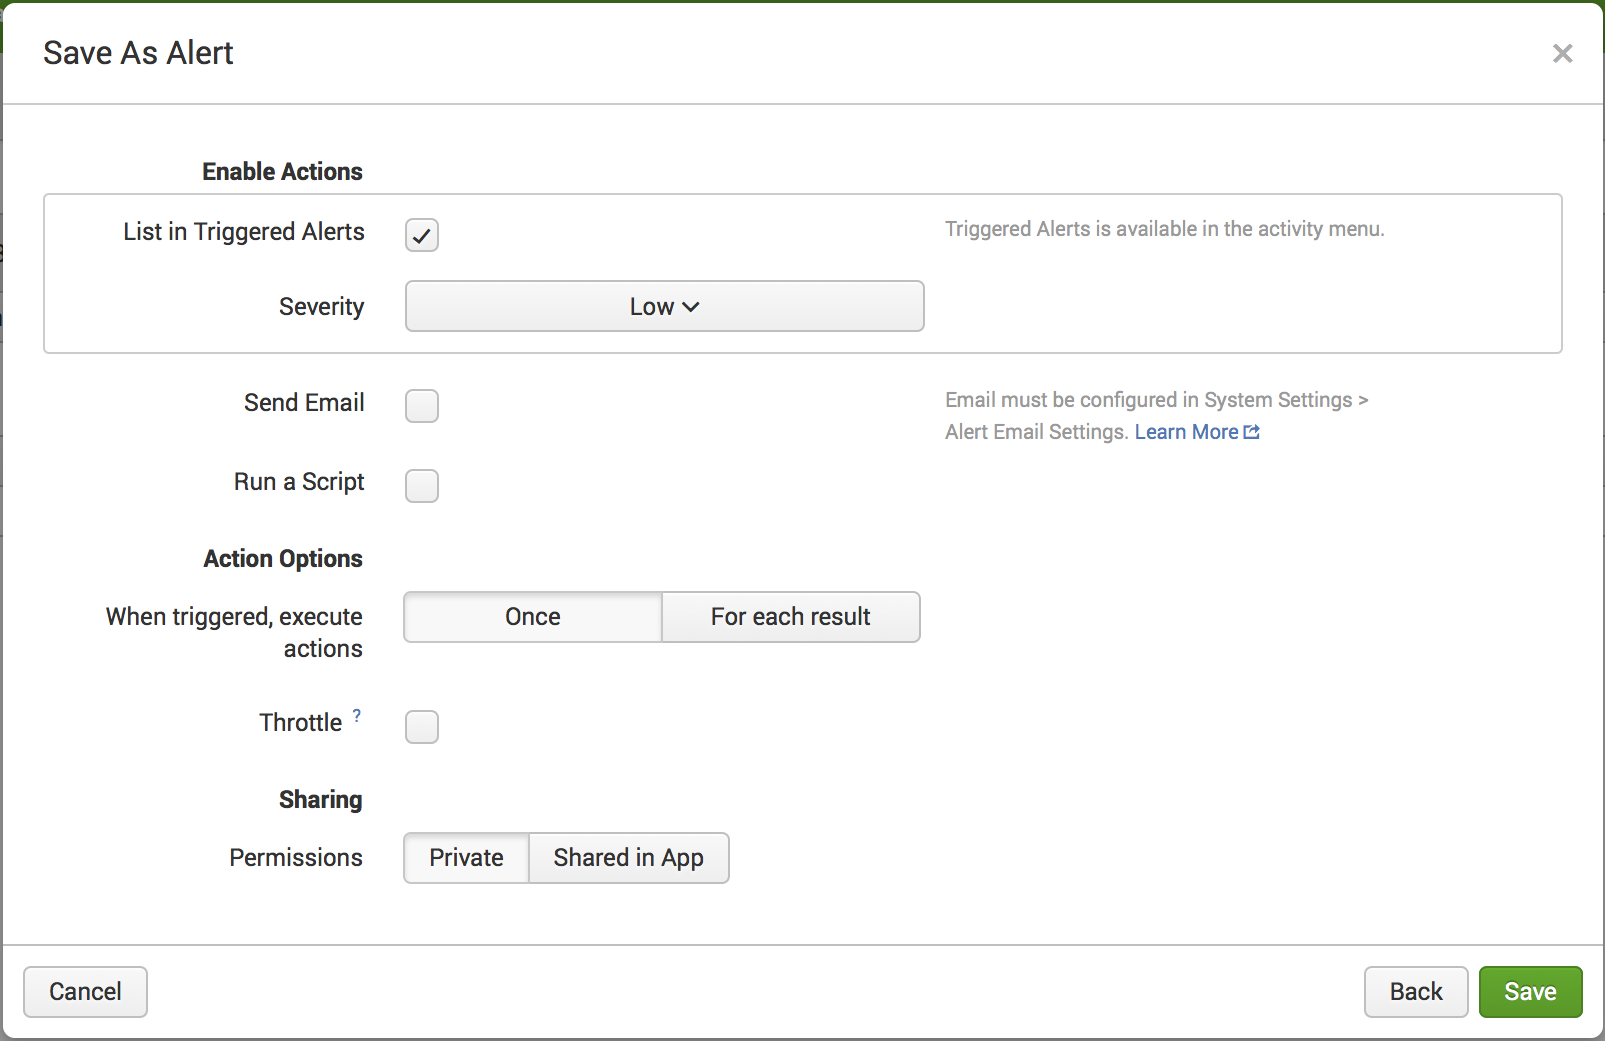 Save As Alert
Enable Actions
List in Triggered Alerts
Triggered Alerts is available in the activity menu.
Severity
Low
Send Email
Email must be configured in System Settings >
Alert Email Settings. Learn More
Run a Script
Action Options
When triggered, execute
actions
Once
For each result
Throttle ?
Sharing
Permissions
Private
Shared in App
Cancel
Back
Save